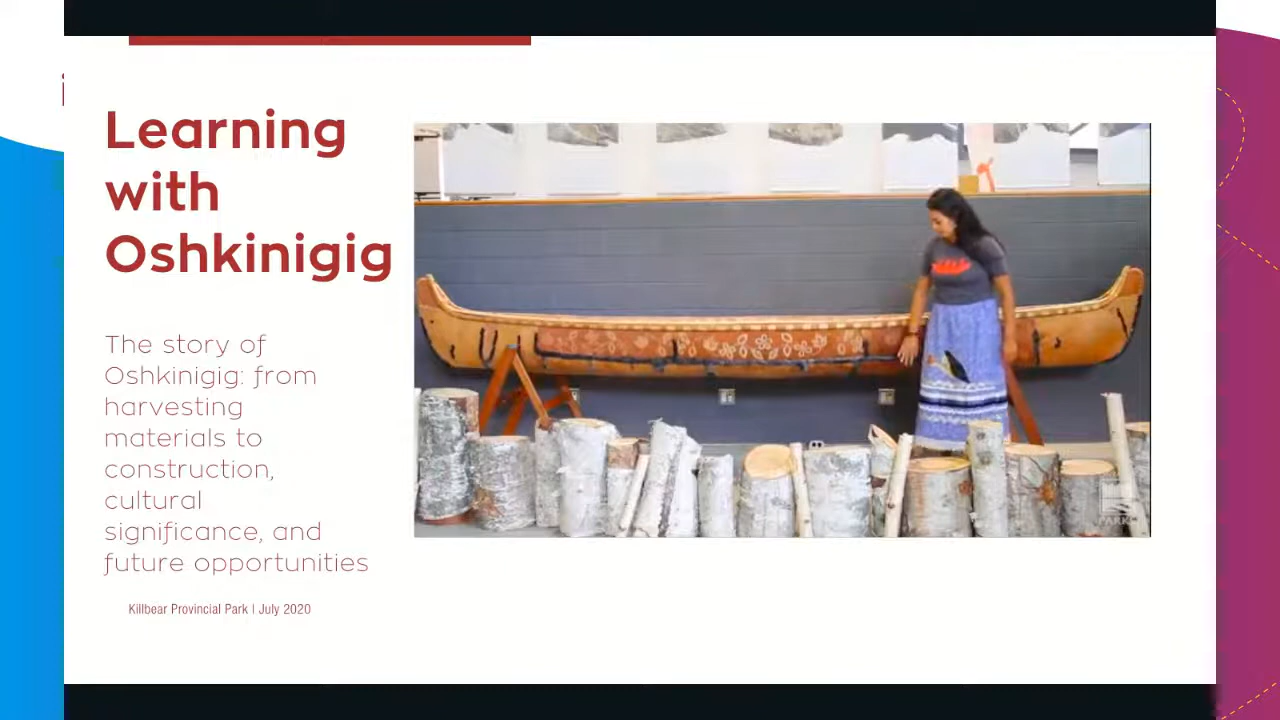 Learning
with
Oshkinigig
The story of
Oshkinigig: from
harvesting
materials to
construction,
cultural
significance, and
future opportunities
Killbear Provincial Park | July 2020